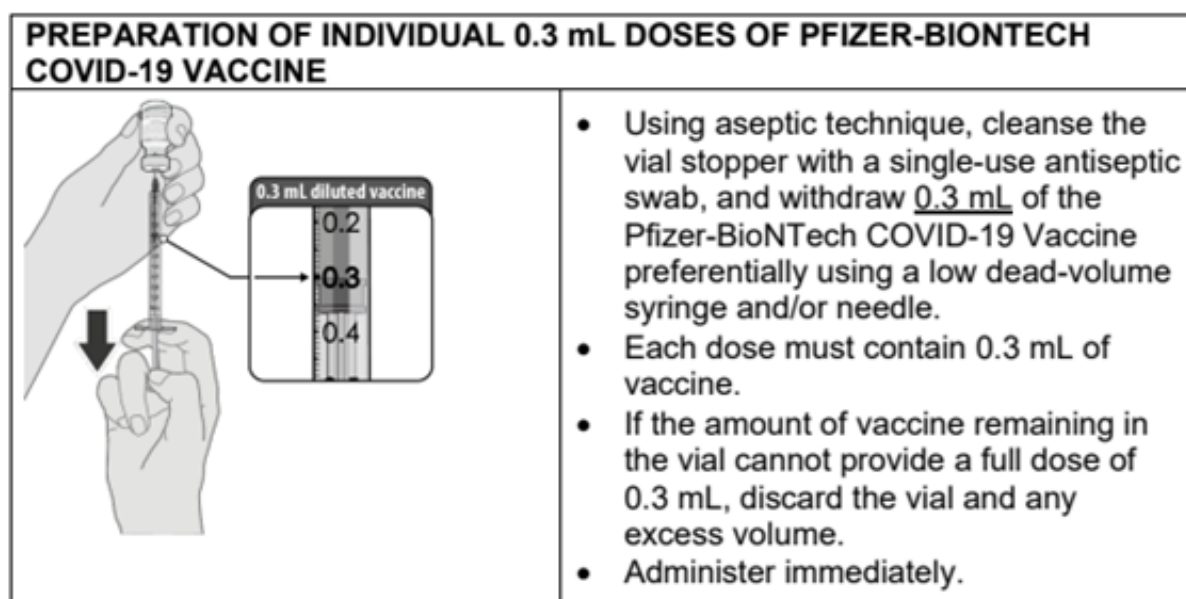 PREPARATION OF INDIVIDUAL 0.3 mL DOSES OF PFIZER-BIONTECH
COVID-19 VACCINE
0.3 mL diluted vaccine
0.2
0.3
0.4
• Using aseptic technique, cleanse the
vial stopper with a single-use antiseptic
swab, and withdraw 0.3 mL of the
Pfizer-BioNTech COVID-19 Vaccine
preferentially using a low dead-volume
syringe and/or needle.
• Each dose must contain 0.3 mL of
vaccine.
• If the amount of vaccine remaining in
the vial cannot provide a full dose of
0.3 mL, discard the vial and any
excess volume.
• Administer immediately.